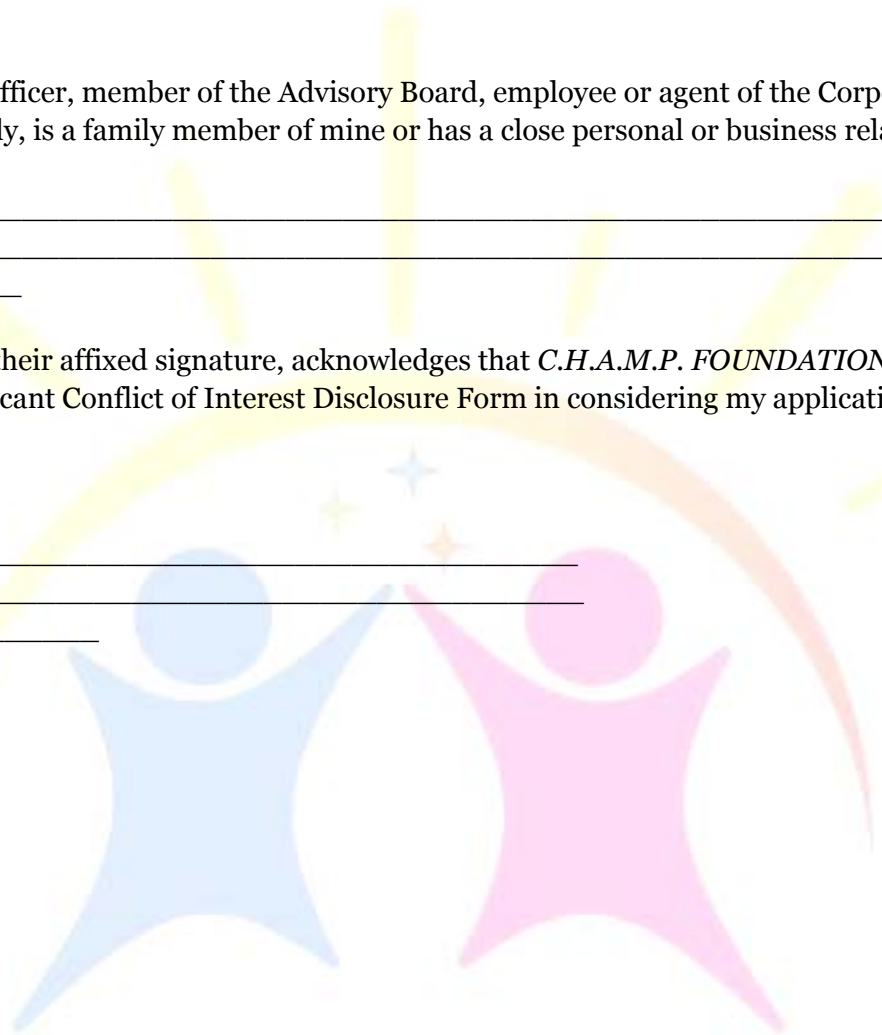 fficer, member of the Advisory Board, employee or agent of the Corp
ly, is a family member of mine or has a close personal or business rel
their affixed signature, acknowledges that C.H.A.M.P. FOUNDATION
cant Conflict of Interest Disclosure Form in considering my applicati